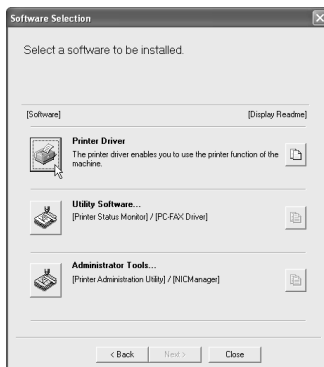 Software Selection
Select a software to be installed.
[Software] [Display Readme]
Printer Driver
The printer driver enables you to use the printer function of the
machine.
Utility Software...
[Printer Status Monitor] / [PC-FAX Driver]
Administrator Tools...
[Printer Administration Utility] / [NICManager]
< Back Next > Close